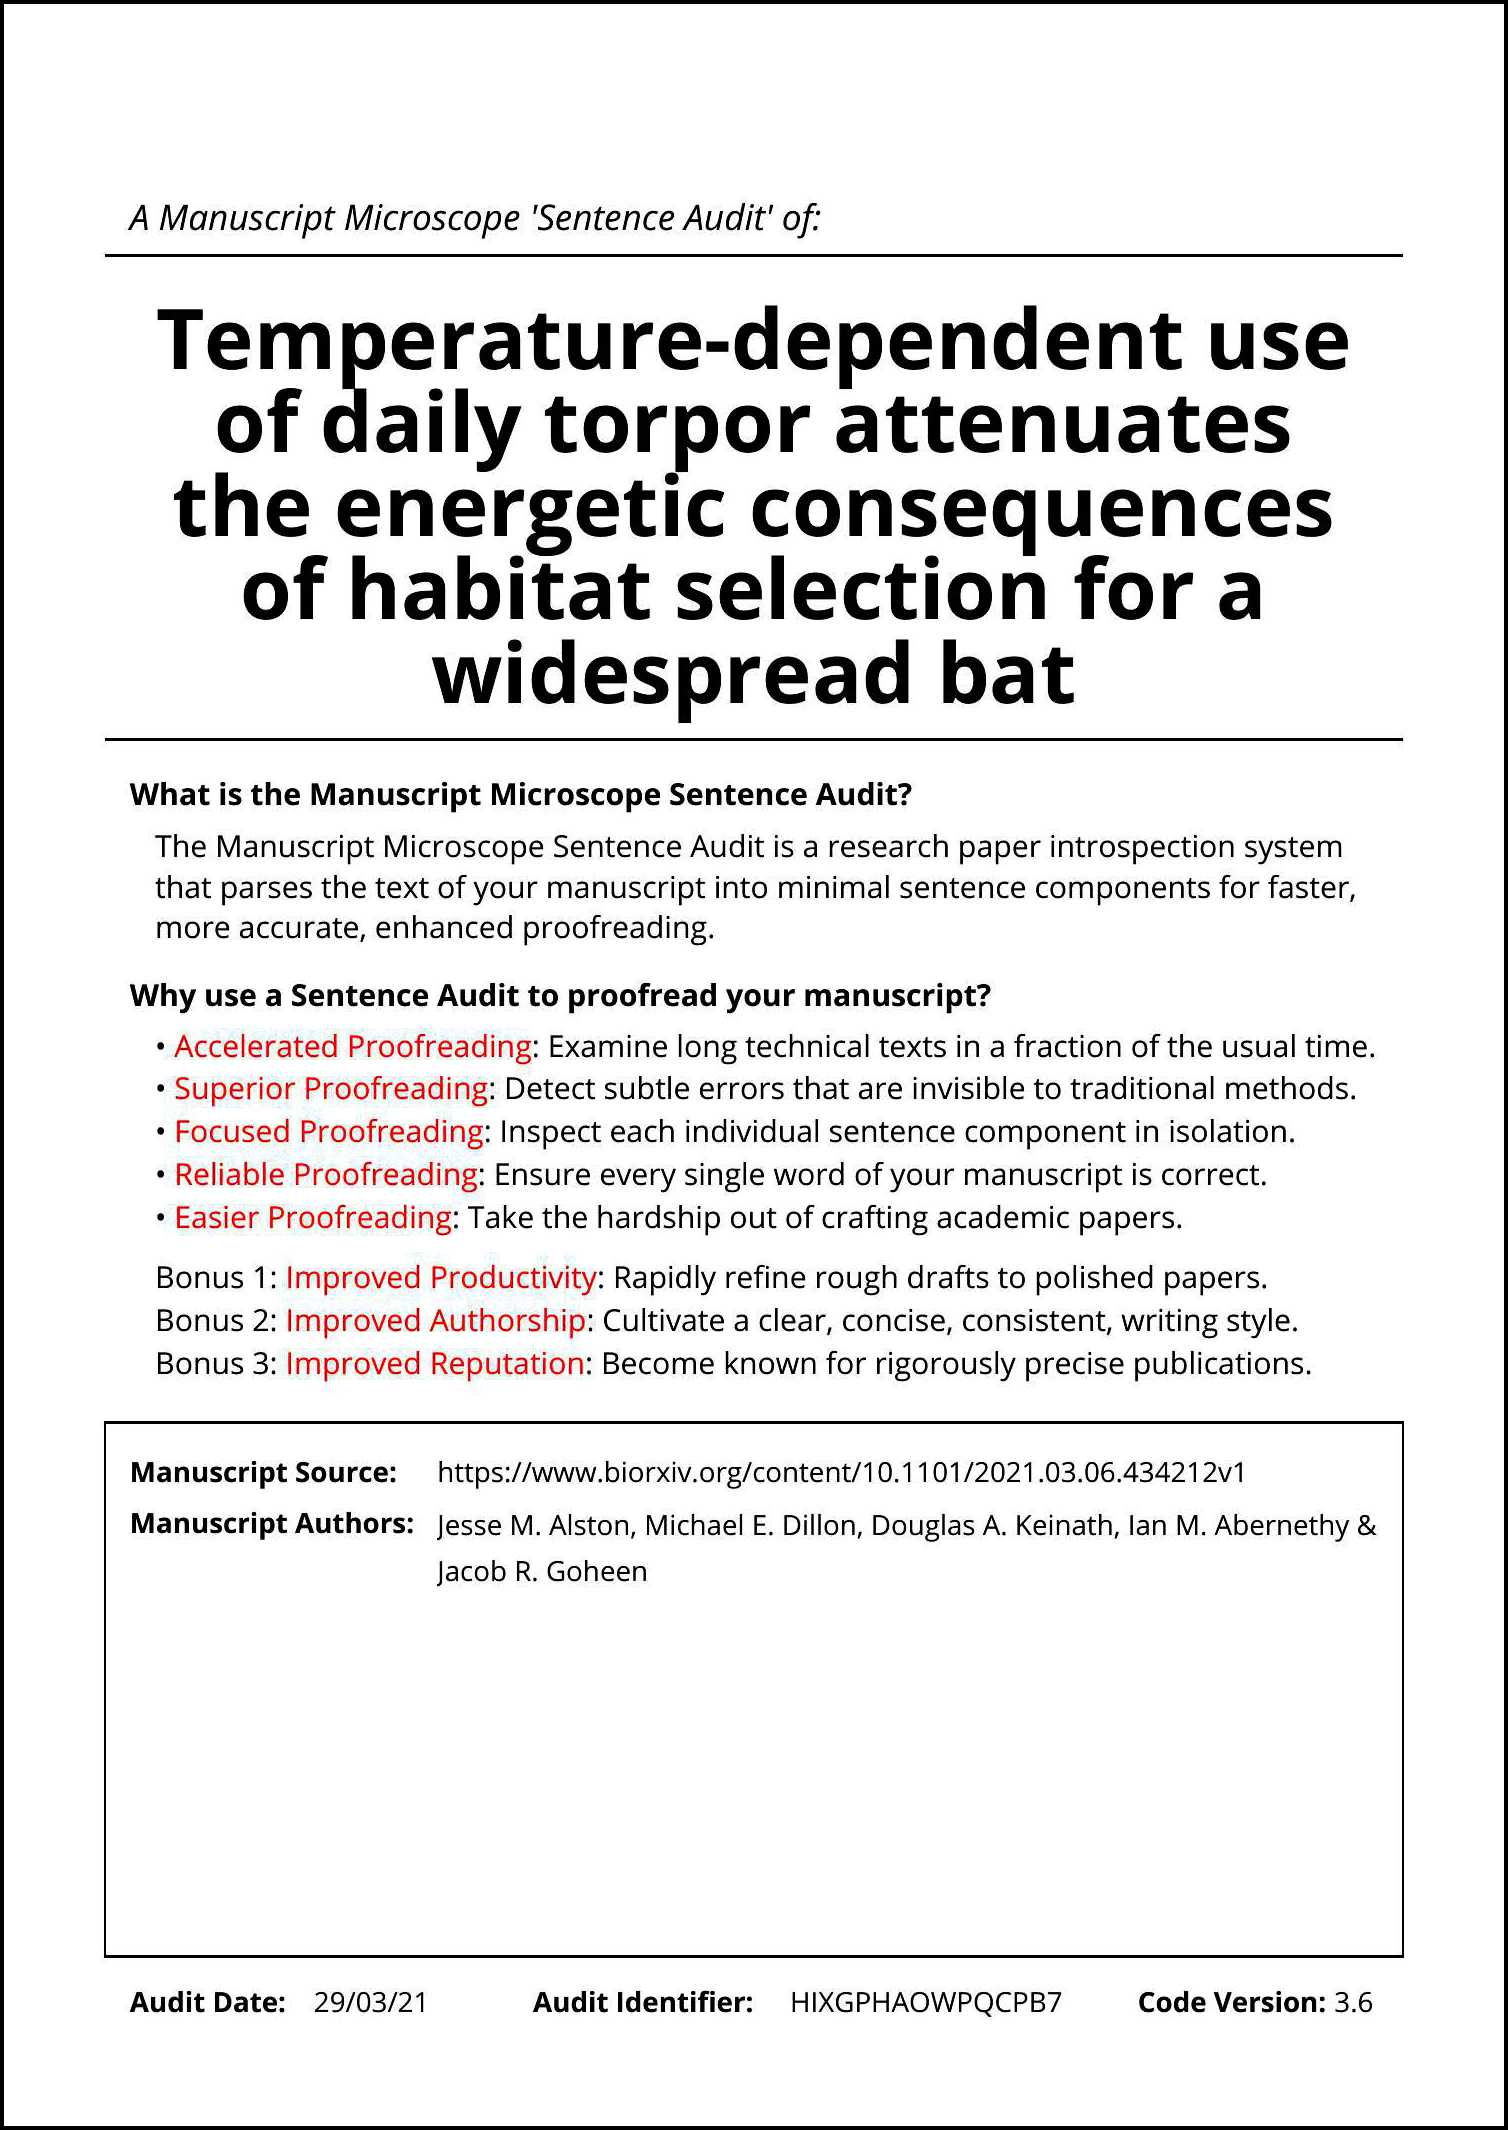 A Manuscript Microscope 'Sentence Audit' of:
Temperature-dependent use
of daily torpor attenuates
the energetic consequences
of habitat selection for a
widespread bat
What is the Manuscript Microscope Sentence Audit?
The Manuscript Microscope Sentence Audit is a research paper introspection system
that parses the text of your manuscript into minimal sentence components for faster,
more accurate, enhanced proofreading.
Why use a Sentence Audit to proofread your manuscript?
• Accelerated Proofreading: Examine long technical texts in a fraction of the usual time.
• Superior Proofreading: Detect subtle errors that are invisible to traditional methods.
• Focused Proofreading: Inspect each individual sentence component in isolation.
• Reliable Proofreading: Ensure every single word of your manuscript is correct.
• Easier Proofreading: Take the hardship out of crafting academic papers.
Bonus 1: Improved Productivity: Rapidly refine rough drafts to polished papers.
Bonus 2: Improved Authorship: Cultivate a clear, concise, consistent, writing style.
Bonus 3: Improved Reputation: Become known for rigorously precise publications.
Manuscript Source: https://www.biorxiv.org/content/10.1101/2021.03.06.434212v1
Manuscript Authors: Jesse M. Alston, Michael E. Dillon, Douglas A. Keinath, Ian M. Abernethy &
Jacob R. Goheen
Audit Date: 29/03/21 Audit Identifier: HIXGPHAOWPQCPB7 Code Version: 3.6